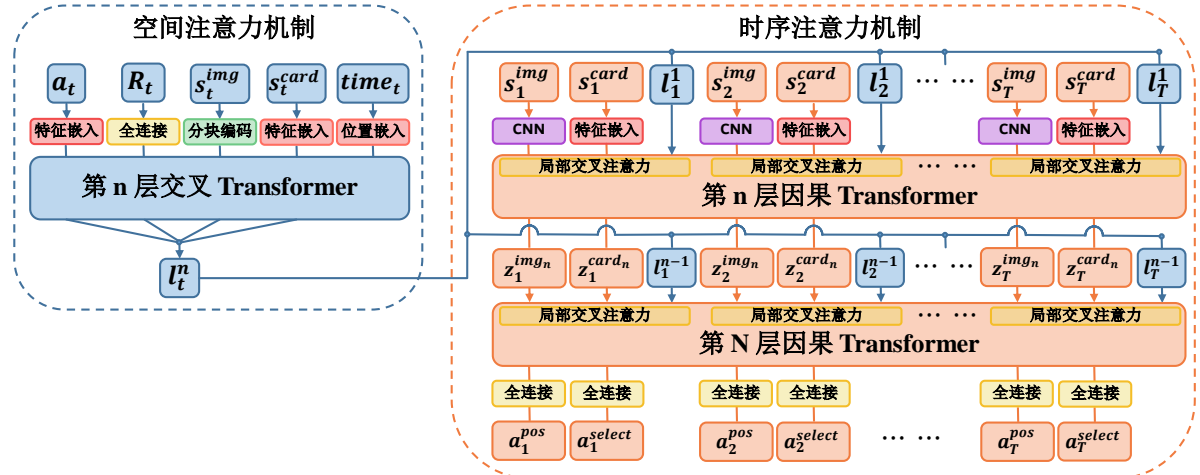 空间注意力机制
a_t R_t s_t^{img} s_t^{card} time_t
特征嵌入 全连接 分块编码 特征嵌入 位置嵌入
第 n 层交叉 Transformer
l_t^n
时序注意力机制
s_1^{img} s_1^{card} l_1^1 s_2^{img} s_2^{card} l_2^1 … … s_T^{img} s_T^{card} l_T^1
CNN 特征嵌入 CNN 特征嵌入 CNN 特征嵌入
局部交叉注意力 局部交叉注意力 … … 局部交叉注意力
第 n 层因果 Transformer
z_1^{img_n} z_1^{card_n} l_1^{n-1} z_2^{img_n} z_2^{card_n} l_2^{n-1} … … z_T^{img_n} z_T^{card_n} l_T^{n-1}
局部交叉注意力 局部交叉注意力 … … 局部交叉注意力
第 N 层因果 Transformer
全连接 全连接 全连接 全连接 全连接 全连接
a_1^{pos} a_1^{select} a_2^{pos} a_2^{select} … … a_T^{pos} a_T^{select}